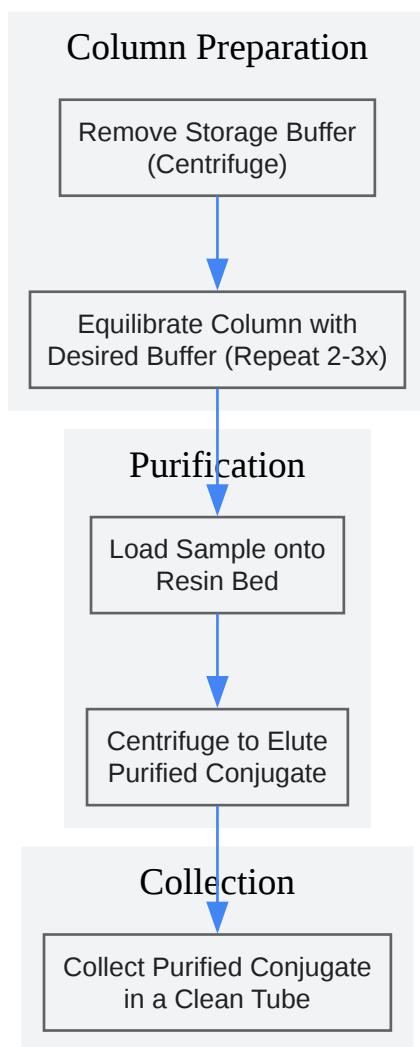 Column Preparation
Remove Storage Buffer
(Centrifuge)
Equilibrate Column with
Desired Buffer (Repeat 2-3x)
Purification
Load Sample onto
Resin Bed
Centrifuge to Elute
Purified Conjugate
Collection
Collect Purified Conjugate
in a Clean Tube